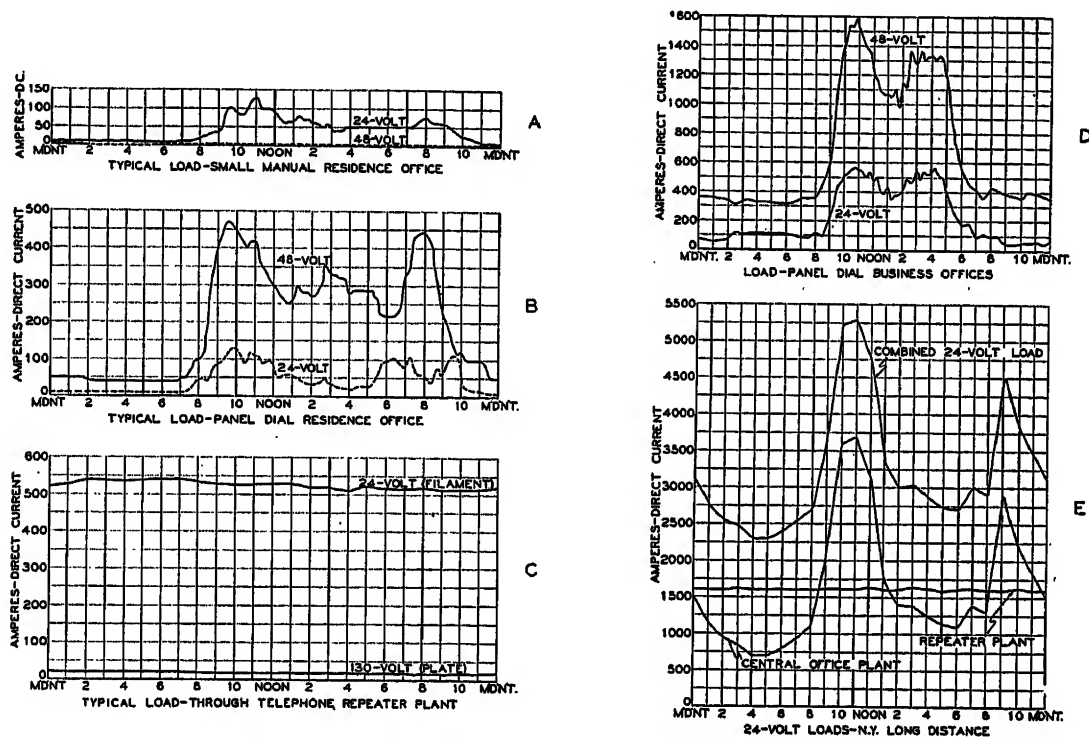 AMPERES-D.C.
150
100
50
0
24-VOLT
48-VOLT
MDNT 2 4 6 8 10 NOON 2 4 6 8 10 MDNT.
TYPICAL LOAD-SMALL MANUAL RESIDENCE OFFICE
A
AMPERES-DIRECT CURRENT
500
400
300
200
100
0
48-VOLT
24-VOLT
MDNT 2 4 6 8 10 NOON 2 4 6 8 10 MDNT.
TYPICAL LOAD-PANEL DIAL RESIDENCE OFFICE
B
AMPERES-DIRECT CURRENT
600
500
400
300
200
100
0
24-VOLT (FILAMENT)
130-VOLT (PLATE)
MDNT 2 4 6 8 10 NOON 2 4 6 8 10 MDNT.
TYPICAL LOAD-THROUGH TELEPHONE REPEATER PLANT
C
AMPERES-DIRECT CURRENT
1600
1400
1200
1000
800
600
400
200
0
48-VOLT
24-VOLT
MDNT. 2 4 6 8 10 NOON 2 4 6 8 10 MDNT.
LOAD-PANEL DIAL BUSINESS OFFICES
D
AMPERES-DIRECT CURRENT
5500
5000
4500
4000
3500
3000
2500
2000
1500
1000
500
0
COMBINED 24-VOLT LOAD
REPEATER PLANT
CENTRAL OFFICE PLANT
MDNT 2 4 6 8 10 NOON 2 4 6 8 10 MDNT.
24-VOLT LOADS-N.Y. LONG DISTANCE
E